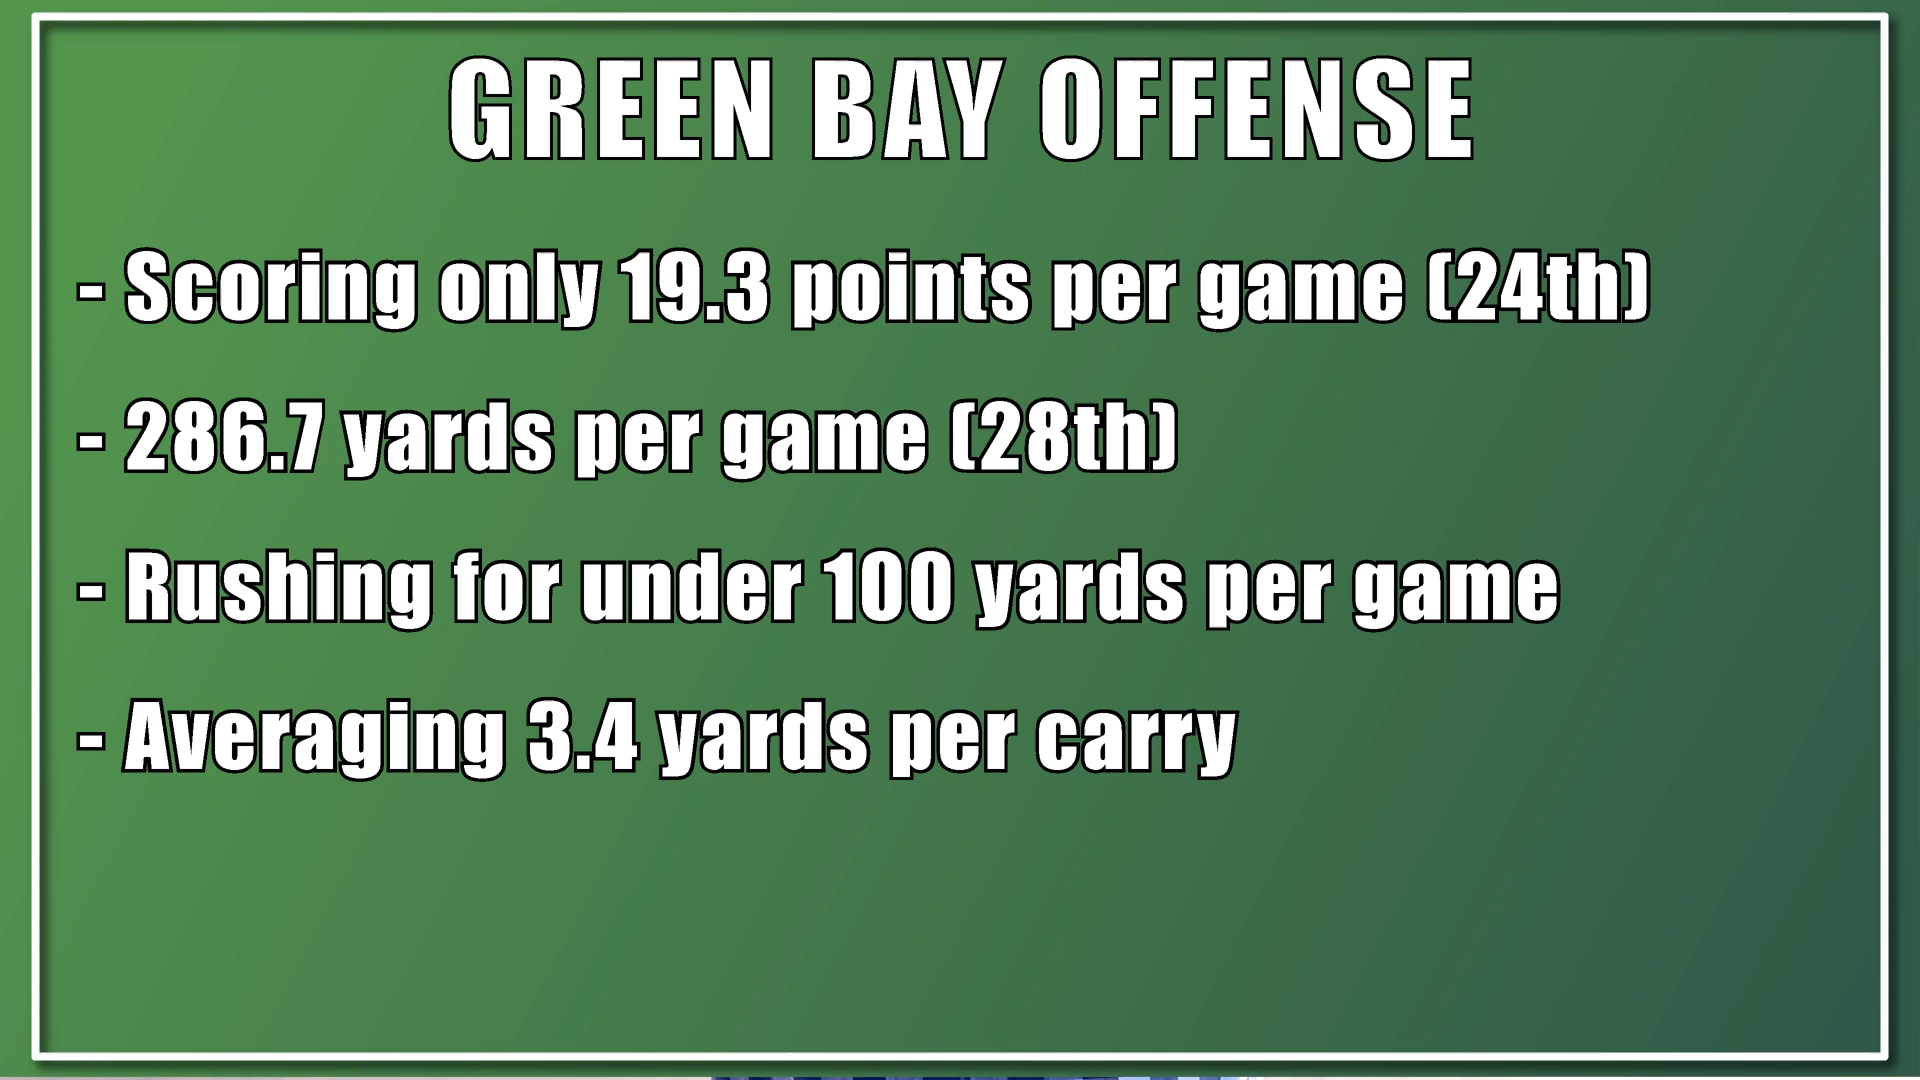 GREEN BAY OFFENSE
- Scoring only 19.3 points per game (24th)
- 286.7 yards per game (28th)
- Rushing for under 100 yards per game
- Averaging 3.4 yards per carry